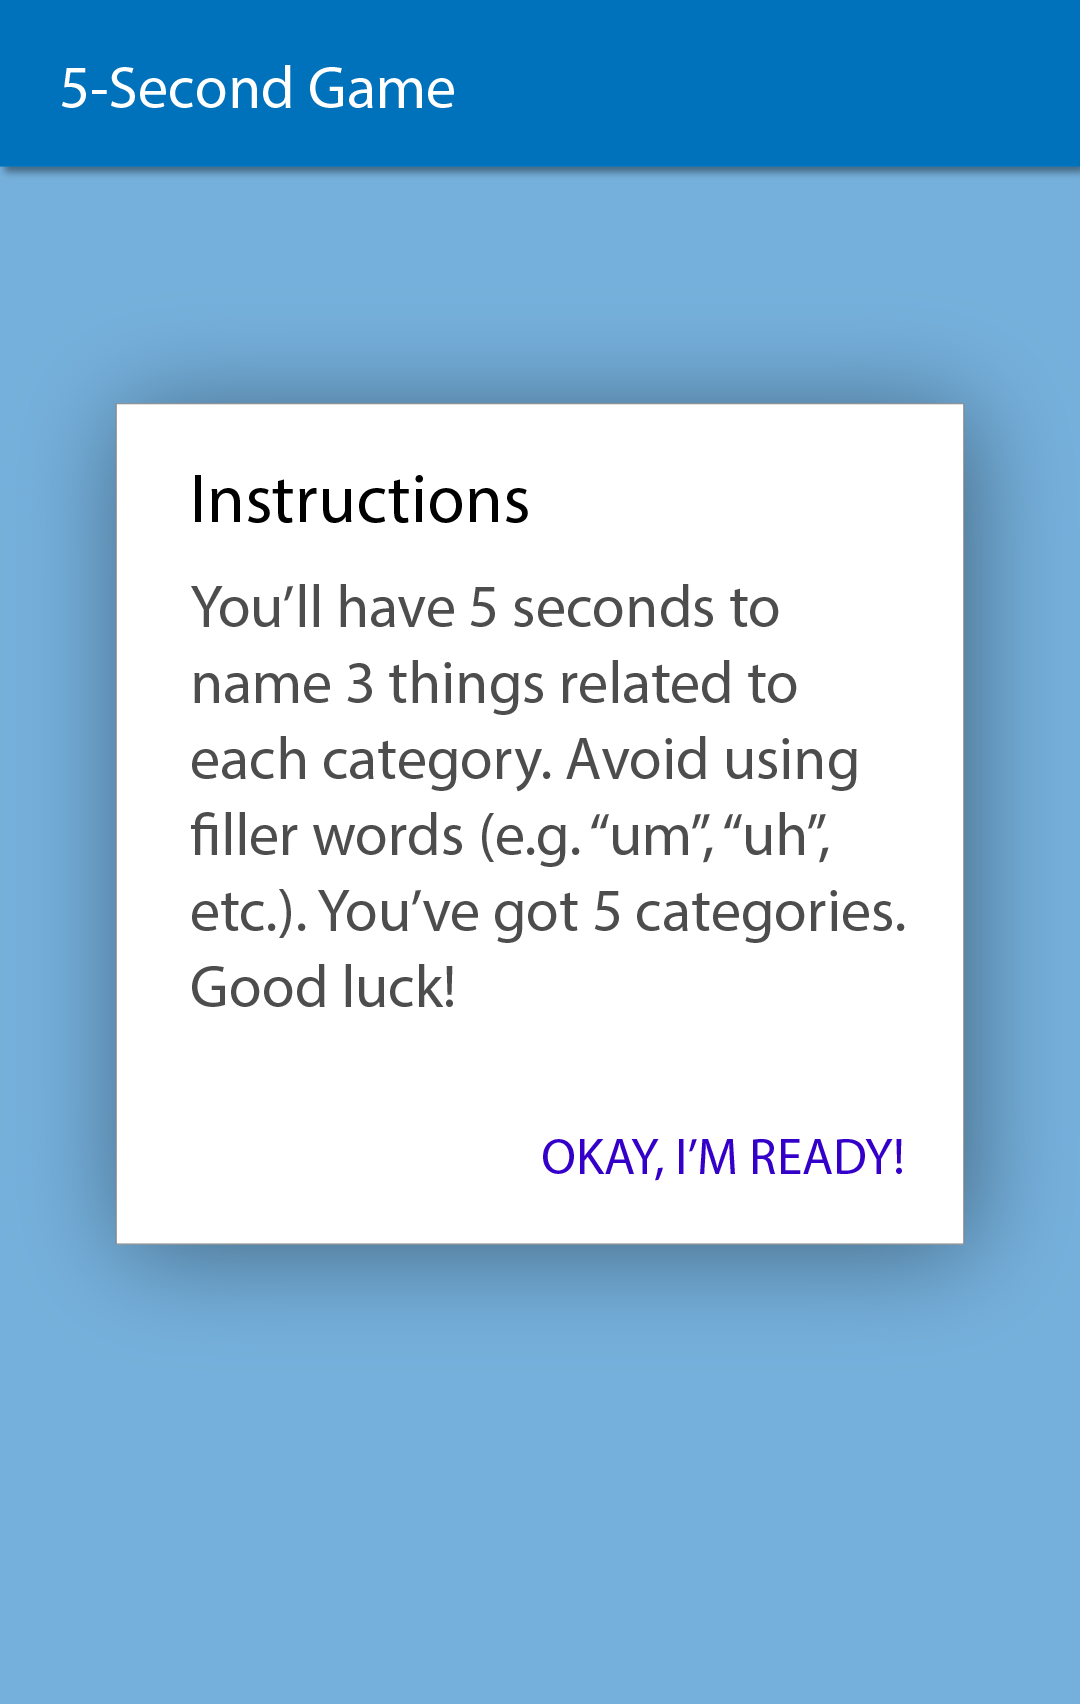 5-Second Game
Instructions
You’ll have 5 seconds to
name 3 things related to
each category. Avoid using
filler words (e.g. “um”, “uh”,
etc.). You’ve got 5 categories.
Good luck!
OKAY, I’M READY!